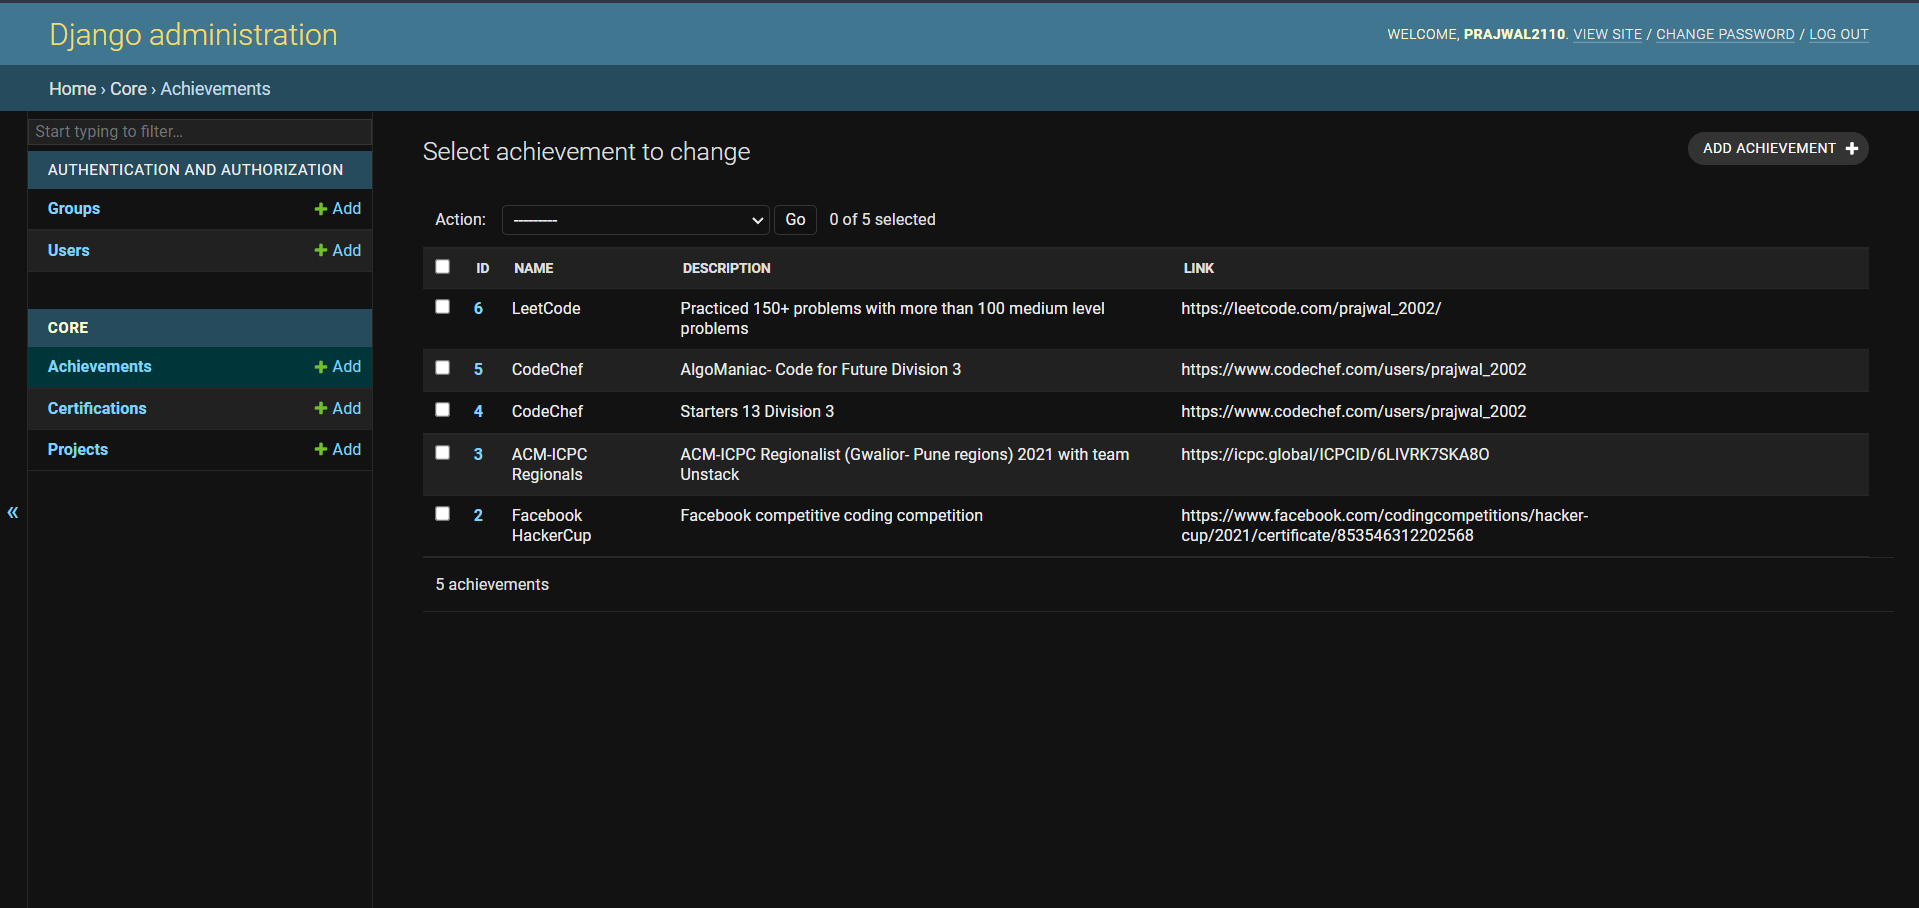 Django administration
WELCOME, PRAJWAL2110. VIEW SITE / CHANGE PASSWORD / LOG OUT
Home › Core › Achievements
Start typing to filter...
AUTHENTICATION AND AUTHORIZATION
Groups + Add
Users + Add
CORE
Achievements + Add
Certifications + Add
Projects + Add
«
Select achievement to change
ADD ACHIEVEMENT +
Action: --------- Go 0 of 5 selected
ID NAME DESCRIPTION LINK
6 LeetCode Practiced 150+ problems with more than 100 medium level https://leetcode.com/prajwal_2002/
problems
5 CodeChef AlgoManiac- Code for Future Division 3 https://www.codechef.com/users/prajwal_2002
4 CodeChef Starters 13 Division 3 https://www.codechef.com/users/prajwal_2002
3 ACM-ICPC ACM-ICPC Regionalist (Gwalior- Pune regions) 2021 with team https://icpc.global/ICPCID/6LIVRK7SKA8O
Regionals Unstack
2 Facebook Facebook competitive coding competition https://www.facebook.com/codingcompetitions/hacker-
HackerCup cup/2021/certificate/853546312202568
5 achievements